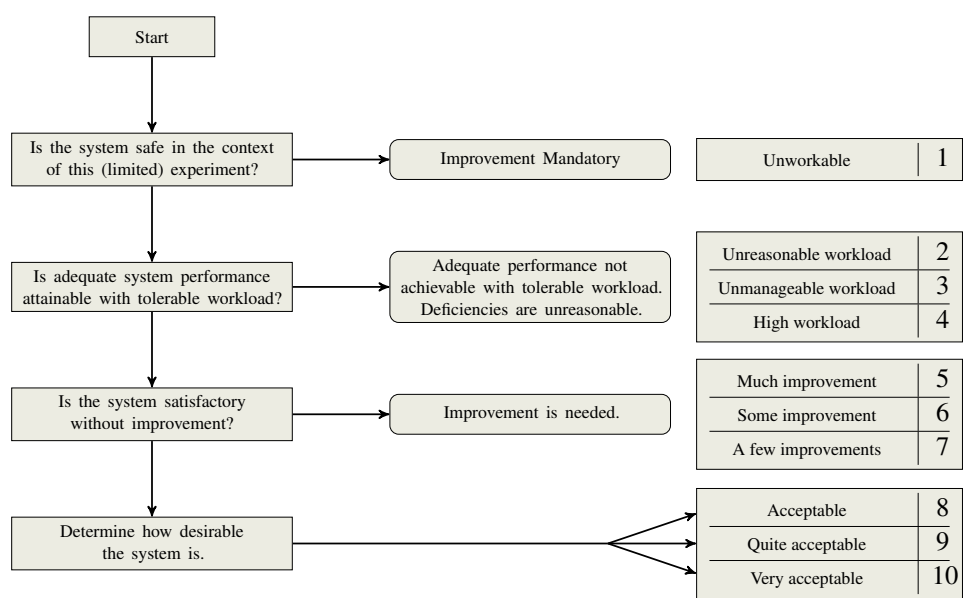 Start
Is the system safe in the context
of this (limited) experiment?
Improvement Mandatory
Unworkable 1
Is adequate system performance
attainable with tolerable workload?
Adequate performance not
achievable with tolerable workload.
Deficiencies are unreasonable.
Unreasonable workload 2
Unmanageable workload 3
High workload 4
Is the system satisfactory
without improvement?
Improvement is needed.
Much improvement 5
Some improvement 6
A few improvements 7
Determine how desirable
the system is.
Acceptable 8
Quite acceptable 9
Very acceptable 10